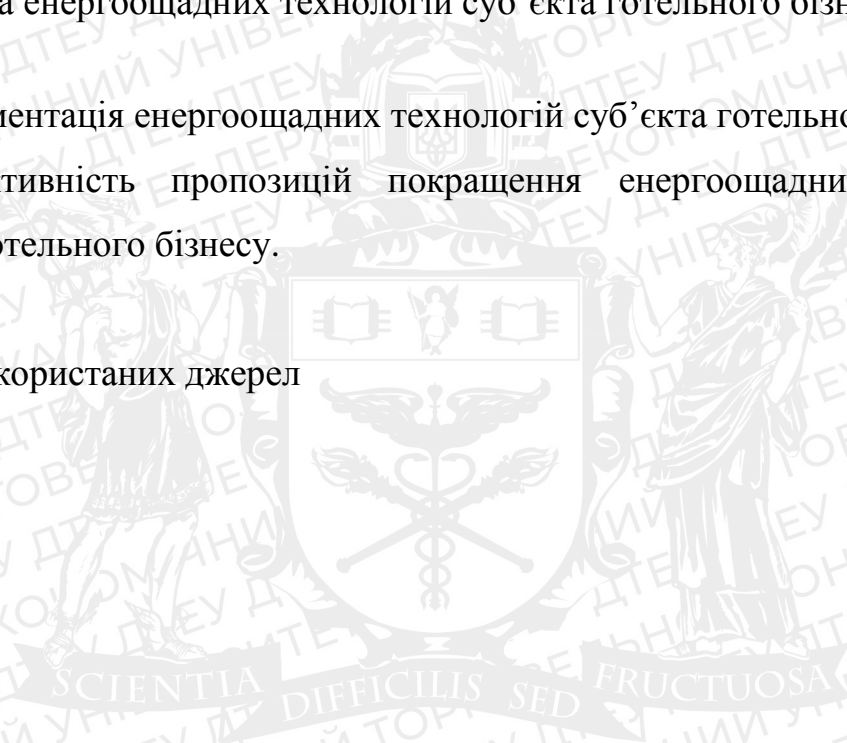 а енергоощадних технологій суб'єкта готельного бізн
ментація енергоощадних технологій суб'єкта готельно
тивність пропозицій покращення енергоощадни
отельного бізнесу.
користаних джерел
SCIENTIA DIFFICILIS SED FRUCTUOSA